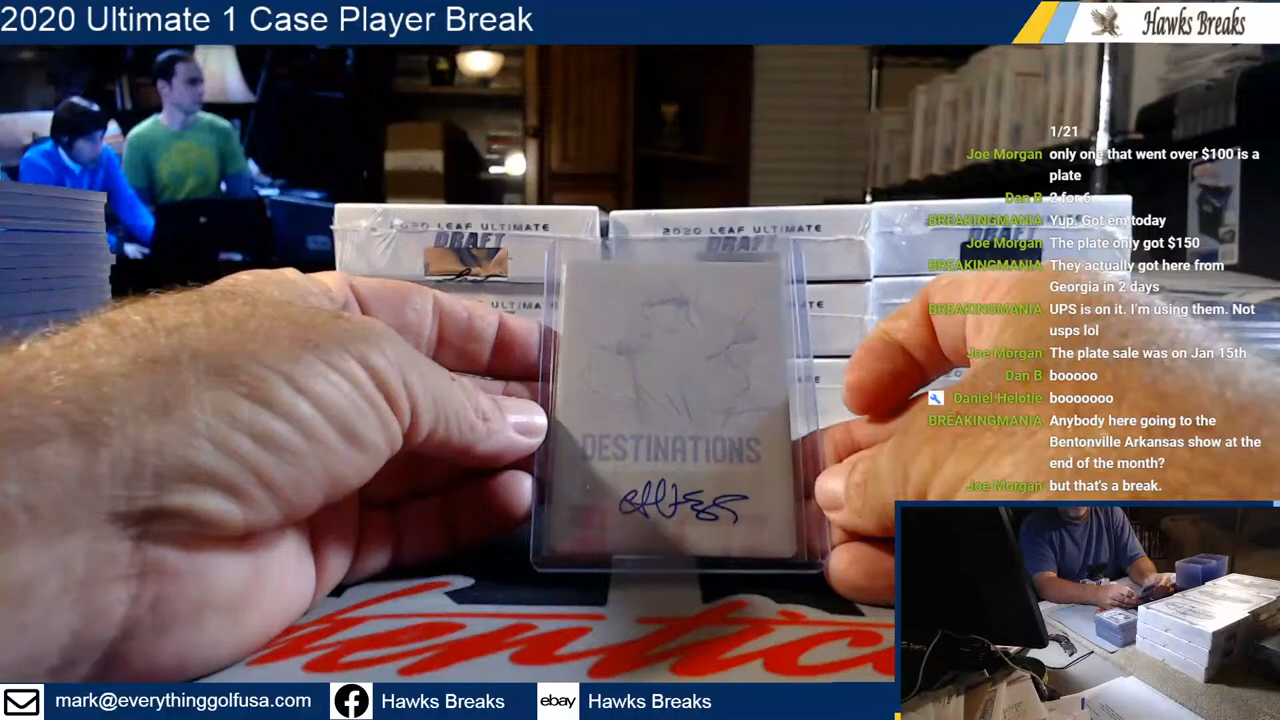 2020 Ultimate 1 Case Player Break
Hawks Breaks
1/21
Joe Morgan only one that went over $100 is a
plate
Dan B 2 for 6
BREAKINGMANIA Yup. Got em today
Joe Morgan The plate only got $150
BREAKINGMANIA They actually got here from
Georgia in 2 days
BREAKINGMANIA UPS is on it. I'm using them. Not
usps lol
Joe Morgan The plate sale was on Jan 15th
Dan B booooo
Daniel Helotie booooooo
BREAKINGMANIA Anybody here going to the
Bentonville Arkansas show at the
end of the month?
Joe Morgan but that's a break.
2020 LEAF ULTIMATE
DRAFT
2020 LEAF ULTIMATE
DRAFT
DESTINATIONS
mark@everythinggolfusa.com
Hawks Breaks
ebay
Hawks Breaks